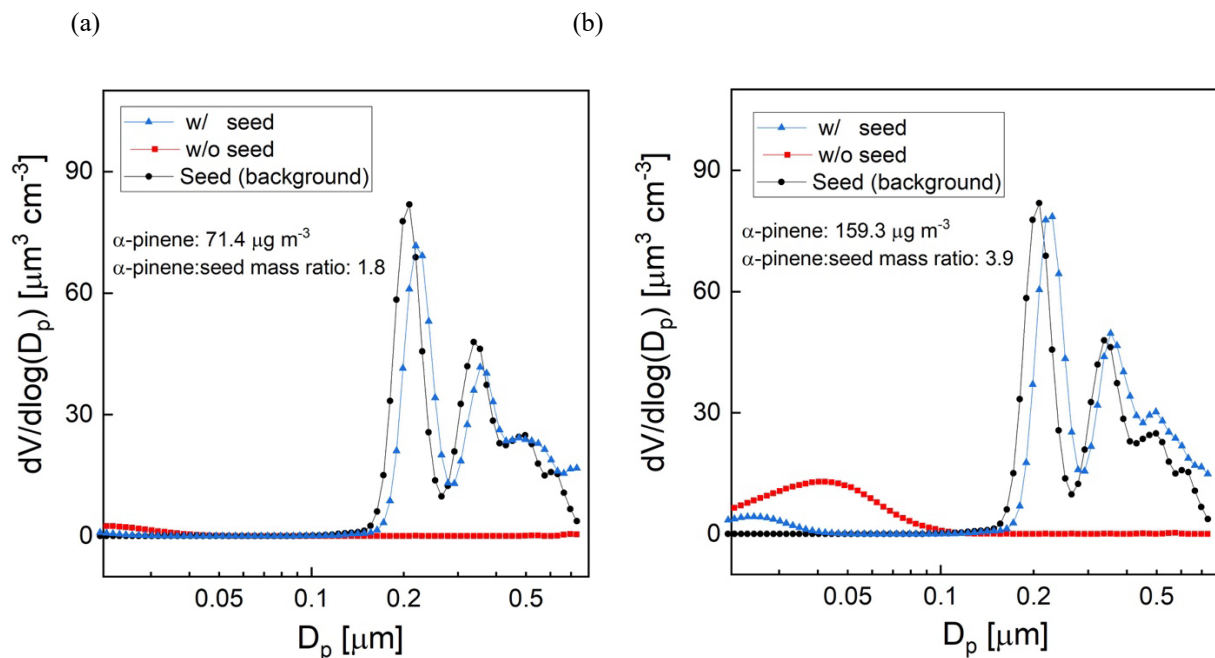 (a)
w/ seed
w/o seed
Seed (background)
α-pinene: 71.4 μg m-3
α-pinene:seed mass ratio: 1.8
dV/dlog(Dp) [μm3 cm-3]
90
60
30
0
0.05 0.1 0.2 0.5
Dp [μm]
(b)
w/ seed
w/o seed
Seed (background)
α-pinene: 159.3 μg m-3
α-pinene:seed mass ratio: 3.9
dV/dlog(Dp) [μm3 cm-3]
90
60
30
0
0.05 0.1 0.2 0.5
Dp [μm]